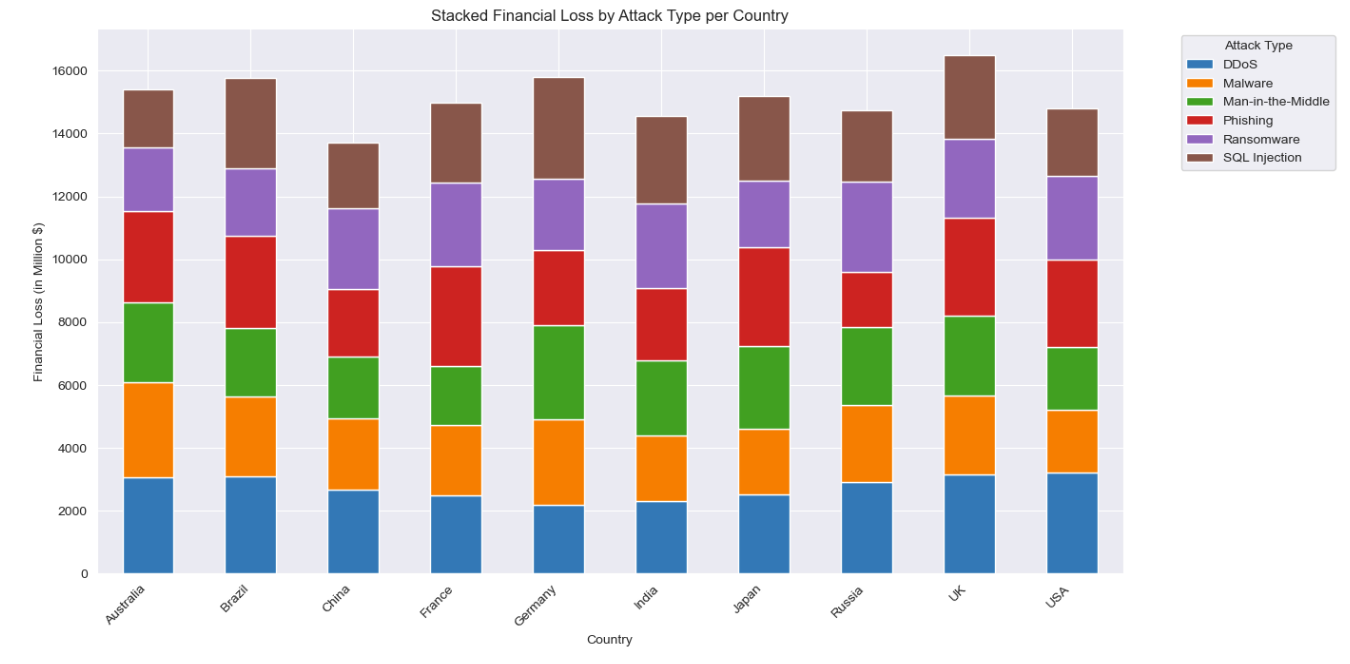 Stacked Financial Loss by Attack Type per Country
Financial Loss (in Million $)
16000
14000
12000
10000
8000
6000
4000
2000
0
Australia
Brazil
China
France
Germany
India
Japan
Russia
UK
USA
Country
Attack Type
DDoS
Malware
Man-in-the-Middle
Phishing
Ransomware
SQL Injection